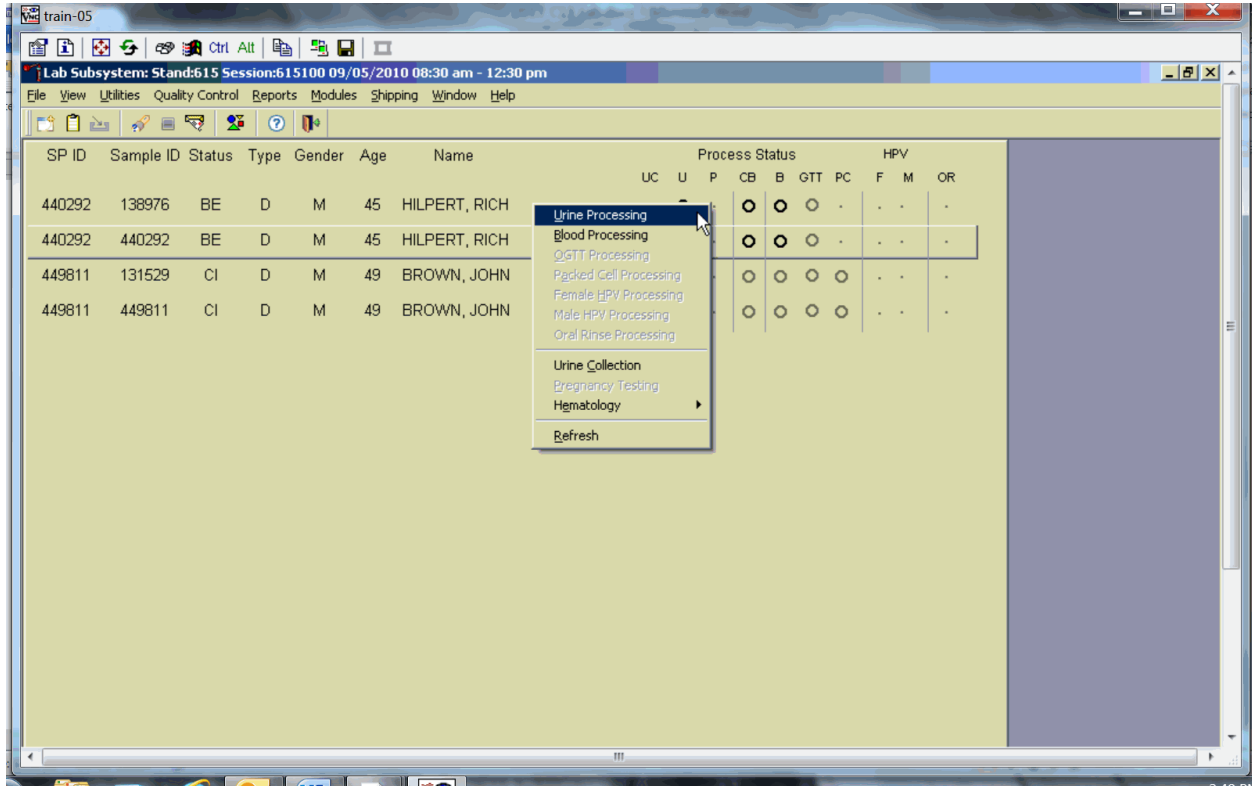 train-05
Ctrl Alt
Lab Subsystem: Stand:615 Session:615100 09/05/2010 08:30 am - 12:30 pm
File View Utilities Quality Control Reports Modules Shipping Window Help
SP ID Sample ID Status Type Gender Age Name Process Status HPV
UC U P CB B GTT PC F M OR
440292 138976 BE D M 45 HILPERT, RICH
440292 440292 BE D M 45 HILPERT, RICH
449811 131529 CI D M 49 BROWN, JOHN
449811 449811 CI D M 49 BROWN, JOHN
Urine Processing
Blood Processing
OGTT Processing
Packed Cell Processing
Female HPV Processing
Male HPV Processing
Oral Rinse Processing
Urine Collection
Pregnancy Testing
Hematology
Refresh